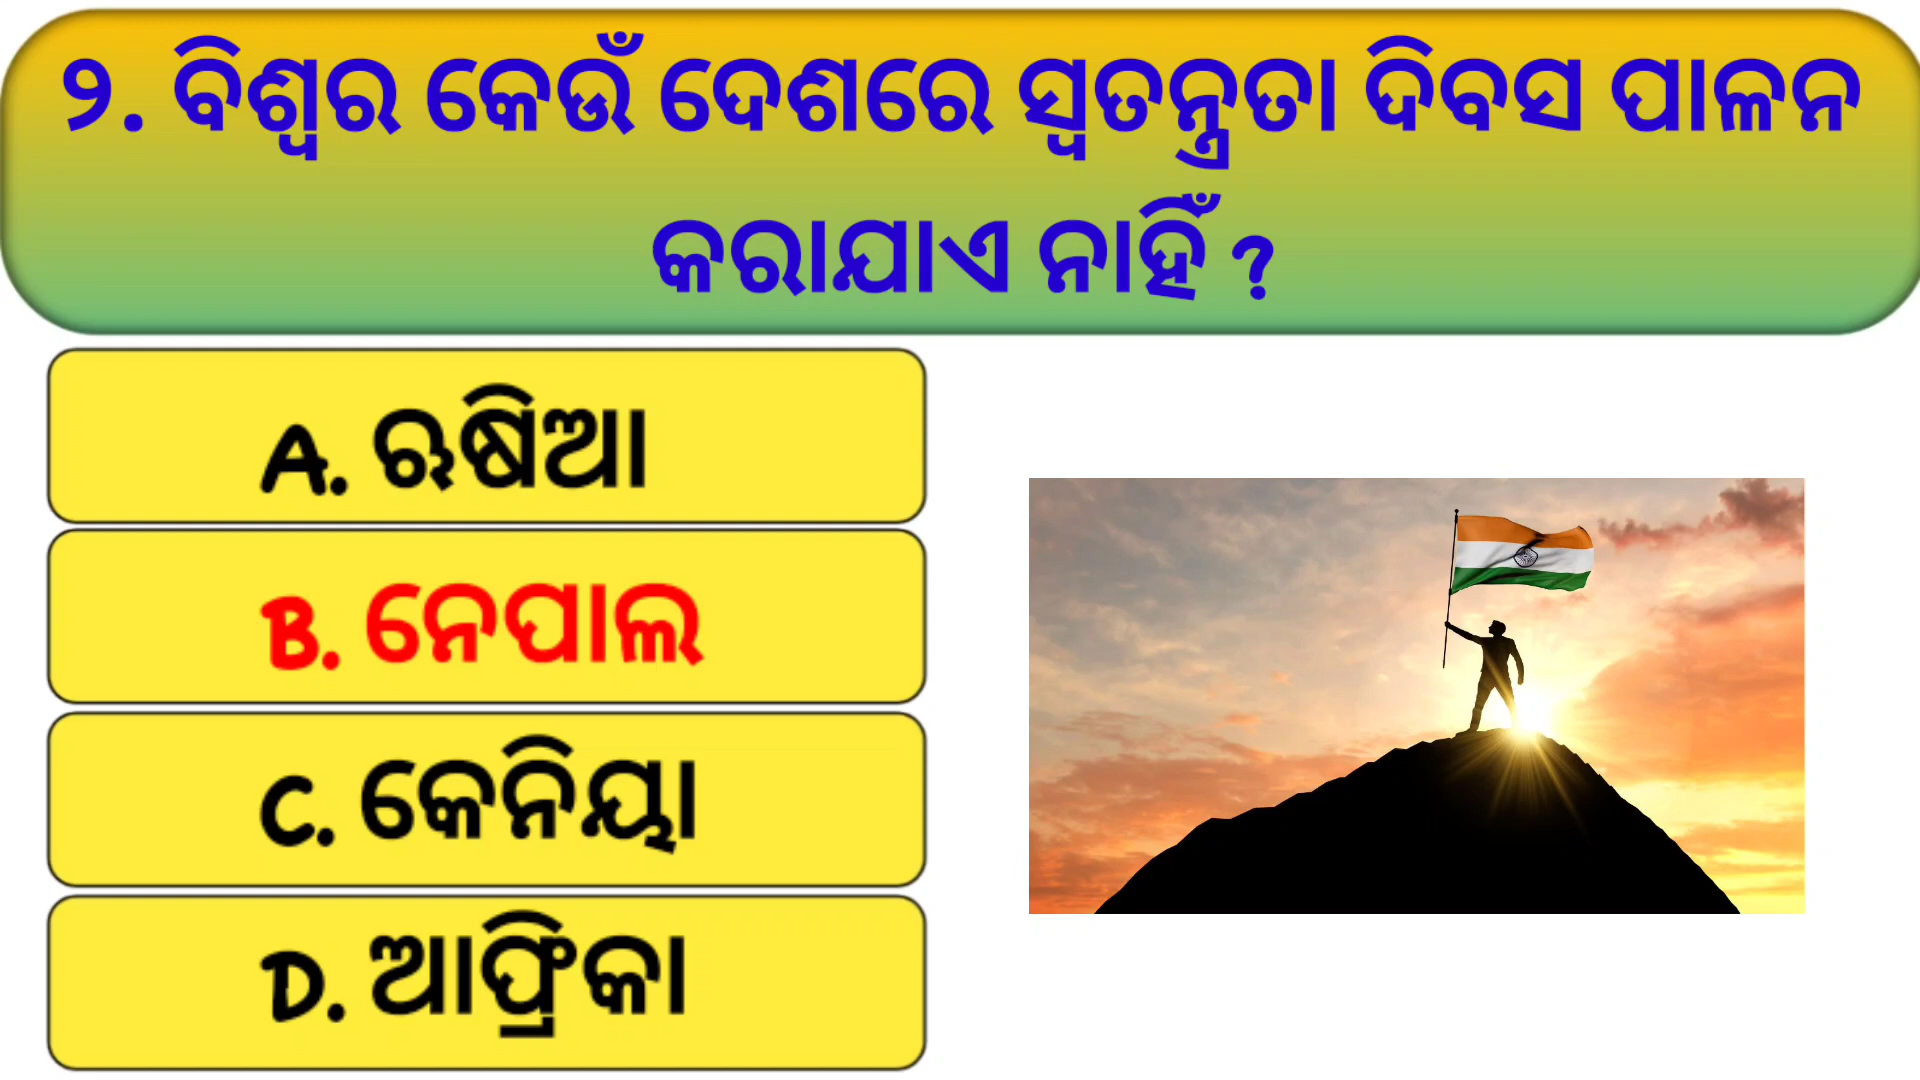 ୨. ବିଶ୍ୱର କେଉଁ ଦେଶରେ ସ୍ୱତନ୍ତ୍ରତା ଦିବସ ପାଳନ
କରାଯାଏ ନାହିଁ ?
A. ଋଷିଆ
B. ନେପାଲ
C. କେନିୟା
D. ଆଫ୍ରିକା